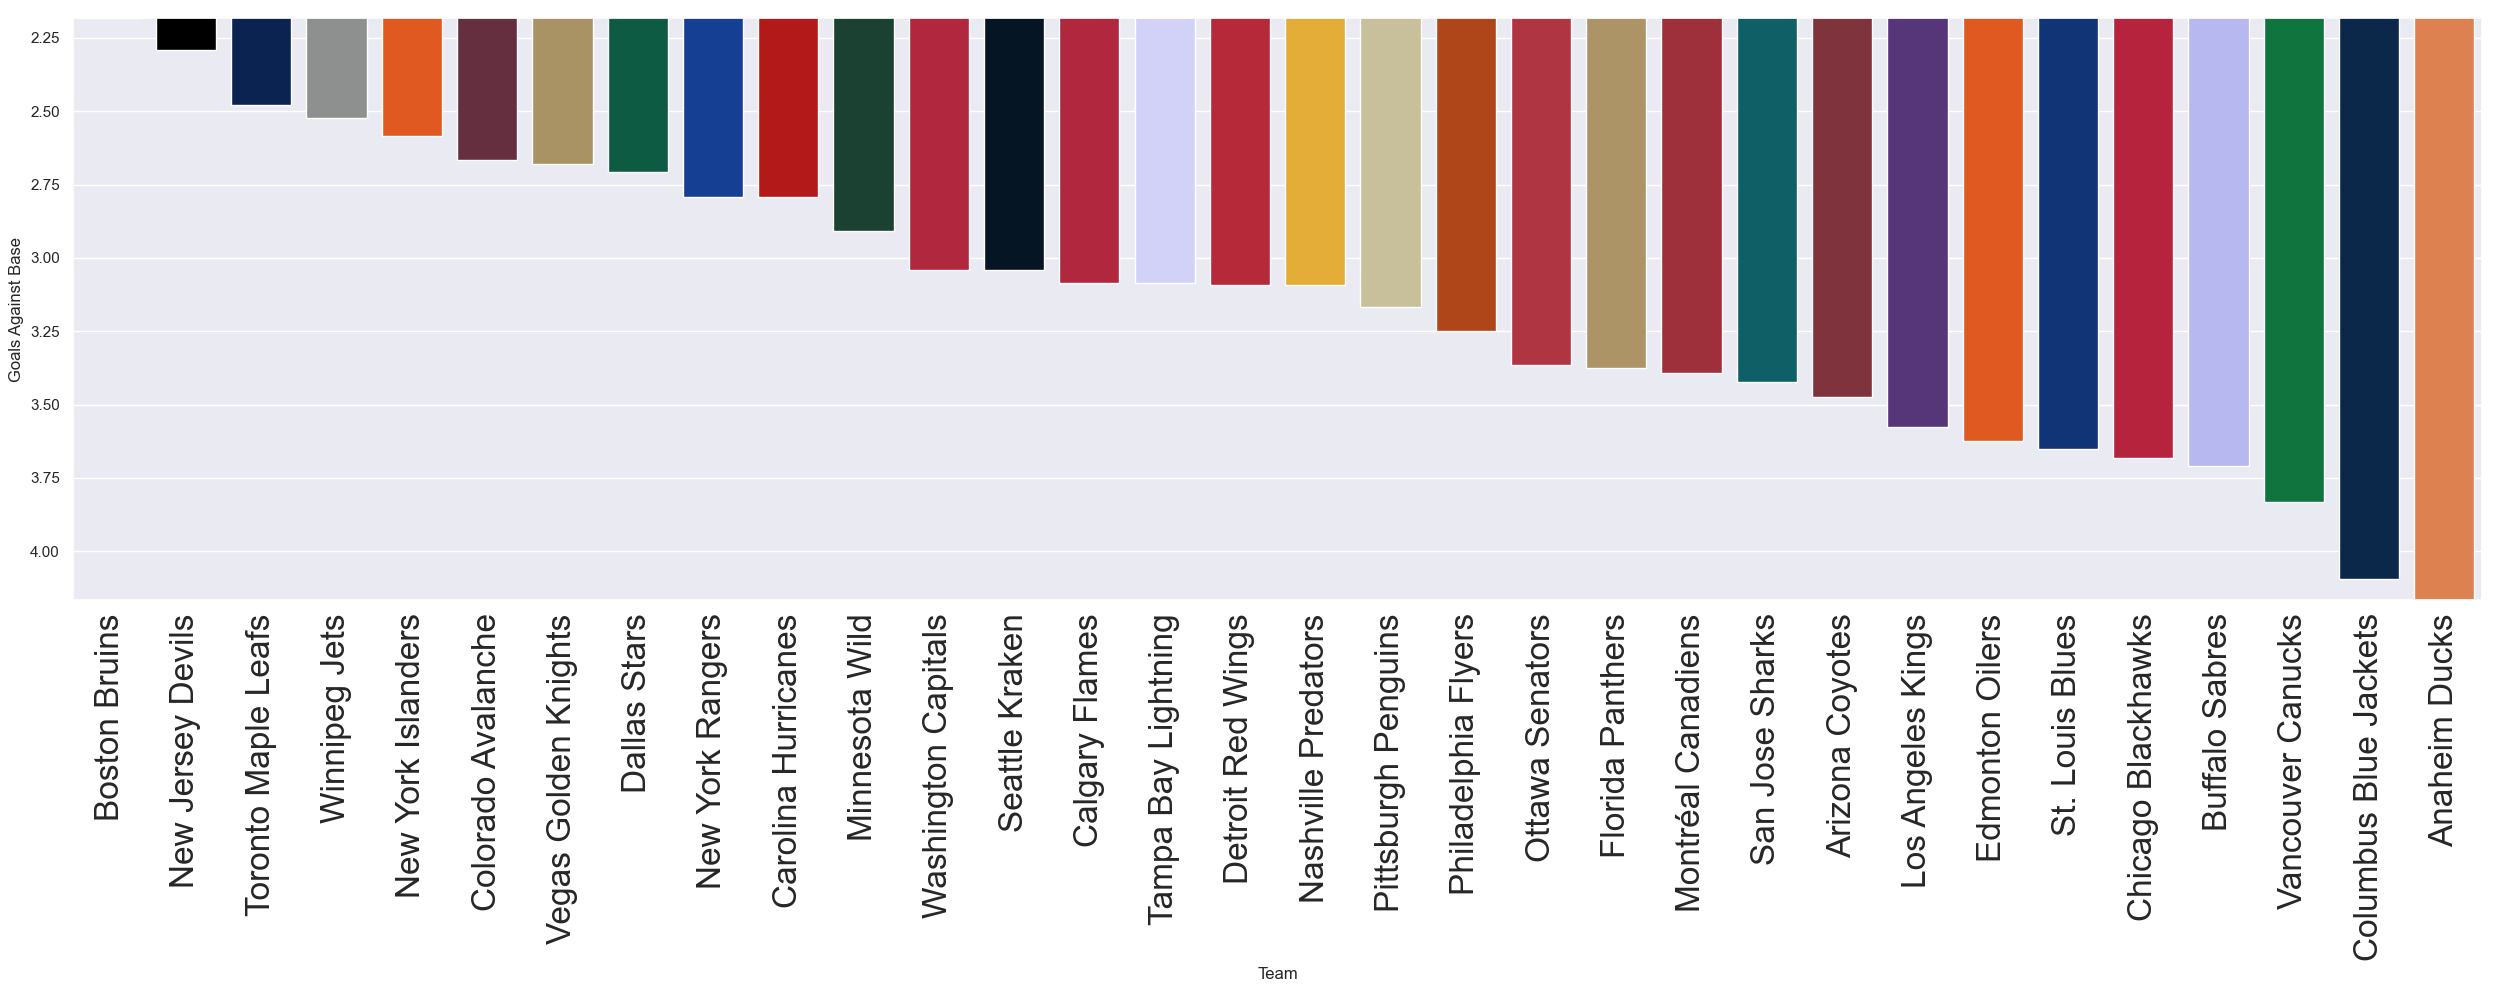 2.25
2.50
2.75
3.00
3.25
3.50
3.75
4.00
Goals Against Base
Boston Bruins
New Jersey Devils
Toronto Maple Leafs
Winnipeg Jets
New York Islanders
Colorado Avalanche
Vegas Golden Knights
Dallas Stars
New York Rangers
Carolina Hurricanes
Minnesota Wild
Washington Capitals
Seattle Kraken
Calgary Flames
Tampa Bay Lightning
Detroit Red Wings
Nashville Predators
Pittsburgh Penguins
Philadelphia Flyers
Ottawa Senators
Florida Panthers
Montréal Canadiens
San Jose Sharks
Arizona Coyotes
Los Angeles Kings
Edmonton Oilers
St. Louis Blues
Chicago Blackhawks
Buffalo Sabres
Vancouver Canucks
Columbus Blue Jackets
Anaheim Ducks
Team